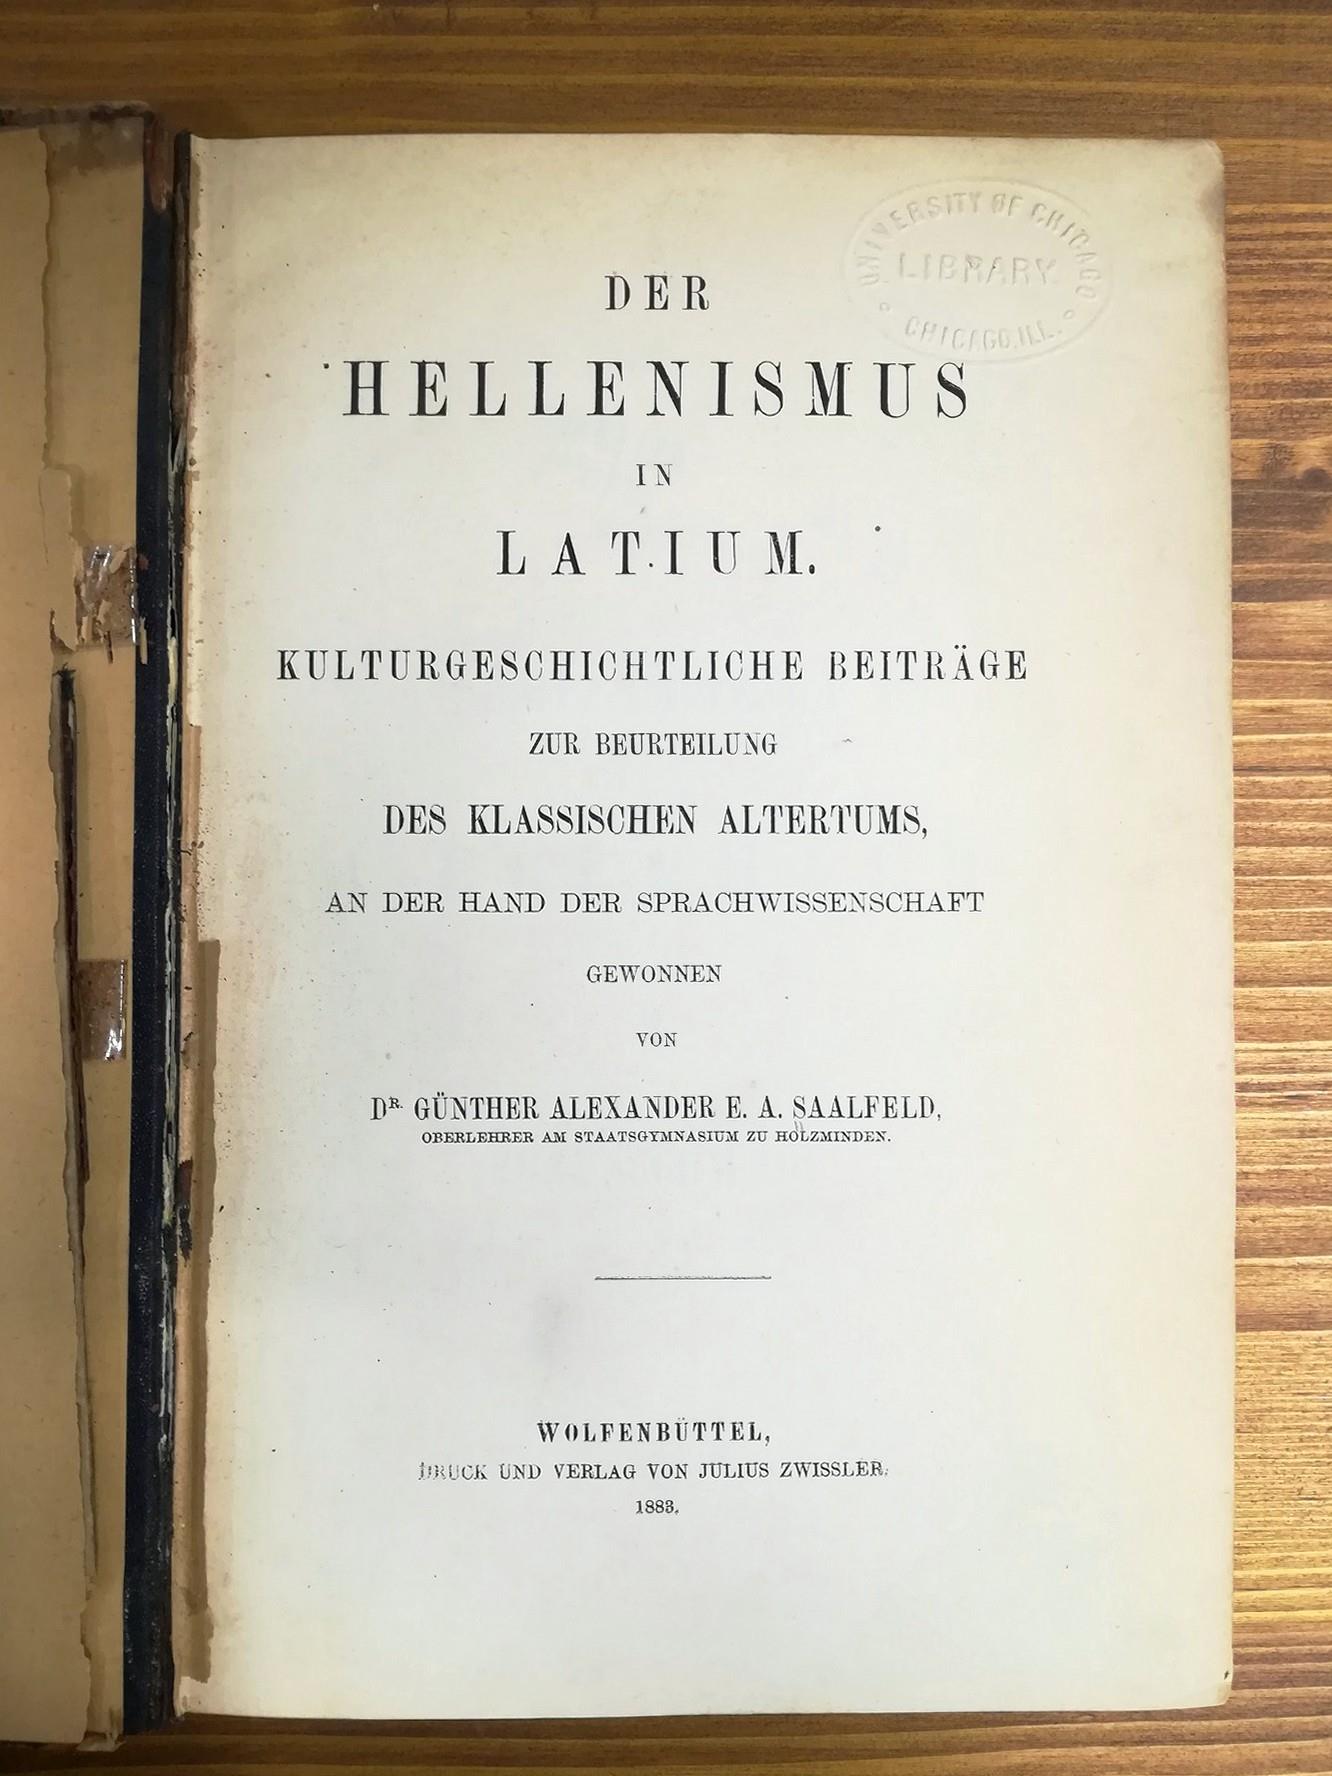 UNIVERSITY OF CHICAGO
LIBRARY
CHICAGO, ILL.
DER
HELLENISMUS
IN
LATIUM.
KULTURGESCHICHTLICHE BEITRÄGE
ZUR BEURTEILUNG
DES KLASSISCHEN ALTERTUMS,
AN DER HAND DER SPRACHWISSENSCHAFT
GEWONNEN
VON
DR. GÜNTHER ALEXANDER E. A. SAALFELD,
OBERLEHRER AM STAATSGYMNASIUM ZU HOLZMINDEN.
WOLFENBÜTTEL,
DRUCK UND VERLAG VON JULIUS ZWISSLER.
1883.